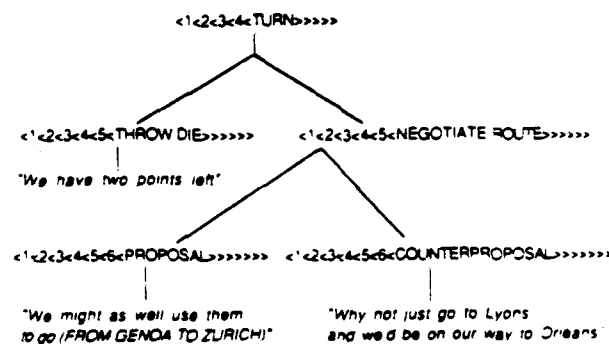 <1<2<3<4<TURN>>>>>
<1<2<3<4<5<THROW DIE>>>>>> <1<2<3<4<5<NEGOTIATE ROUTE>>>>>>
"We have two points left"
<1<2<3<4<5<6<PROPOSAL>>>>>>> <1<2<3<4<5<6<COUNTERPROPOSAL>>>>>>>
"We might as well use them "Why not just go to Lyons
to go (FROM GENOA TO ZURICH)" and we'd be on our way to Orleans"